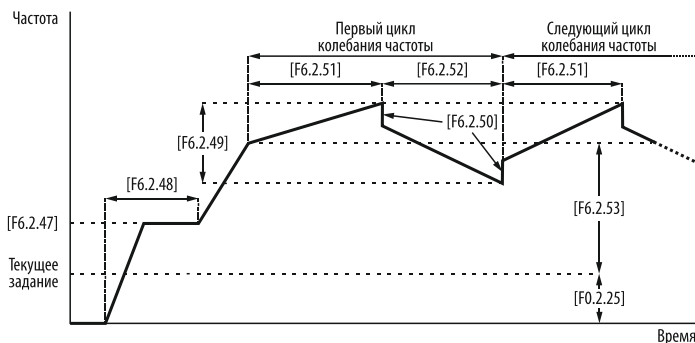 Частота
Первый цикл
колебания частоты
Следующий цикл
колебания частоты
[F6.2.51]
[F6.2.52]
[F6.2.51]
[F6.2.50]
[F6.2.49]
[F6.2.48]
[F6.2.53]
[F6.2.47]
Текущее
задание
[F0.2.25]
Время